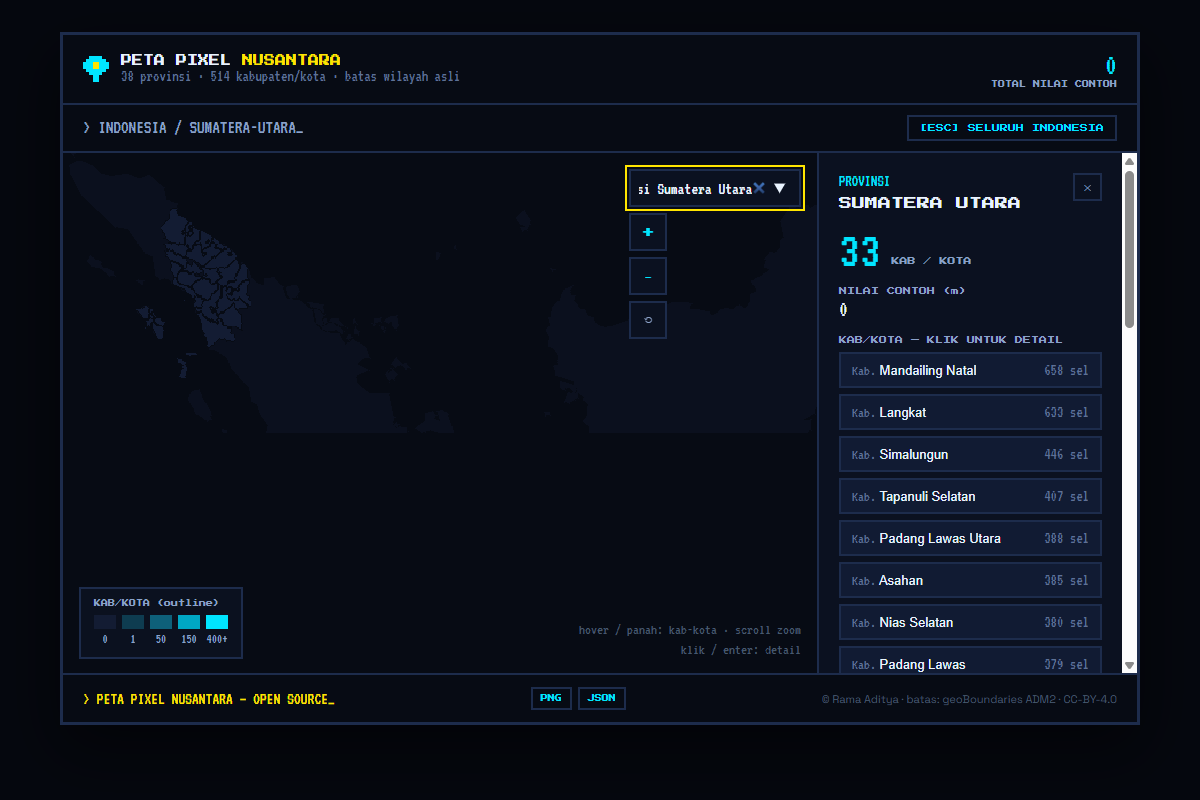 PETA PIXEL NUSANTARA
38 provinsi · 514 kabupaten/kota · batas wilayah asli
0
TOTAL NILAI CONTOH
❯ INDONESIA / SUMATERA-UTARA_
[ESC] SELURUH INDONESIA
si Sumatera Utara✕ ▼
+
−
⟲
PROVINSI
SUMATERA UTARA
×
33 KAB / KOTA
NILAI CONTOH (m)
0
KAB/KOTA — KLIK UNTUK DETAIL
Kab. Mandailing Natal 650 sel
Kab. Langkat 633 sel
Kab. Simalungun 446 sel
Kab. Tapanuli Selatan 407 sel
Kab. Padang Lawas Utara 388 sel
Kab. Asahan 385 sel
Kab. Nias Selatan 380 sel
Kab. Padang Lawas 379 sel
KAB/KOTA (outline)
0 1 50 150 400+
hover / panah: kab-kota · scroll zoom
klik / enter: detail
❯ PETA PIXEL NUSANTARA — OPEN SOURCE_
PNG JSON
© Rama Aditya · batas: geoBoundaries ADM2 · CC-BY-4.0